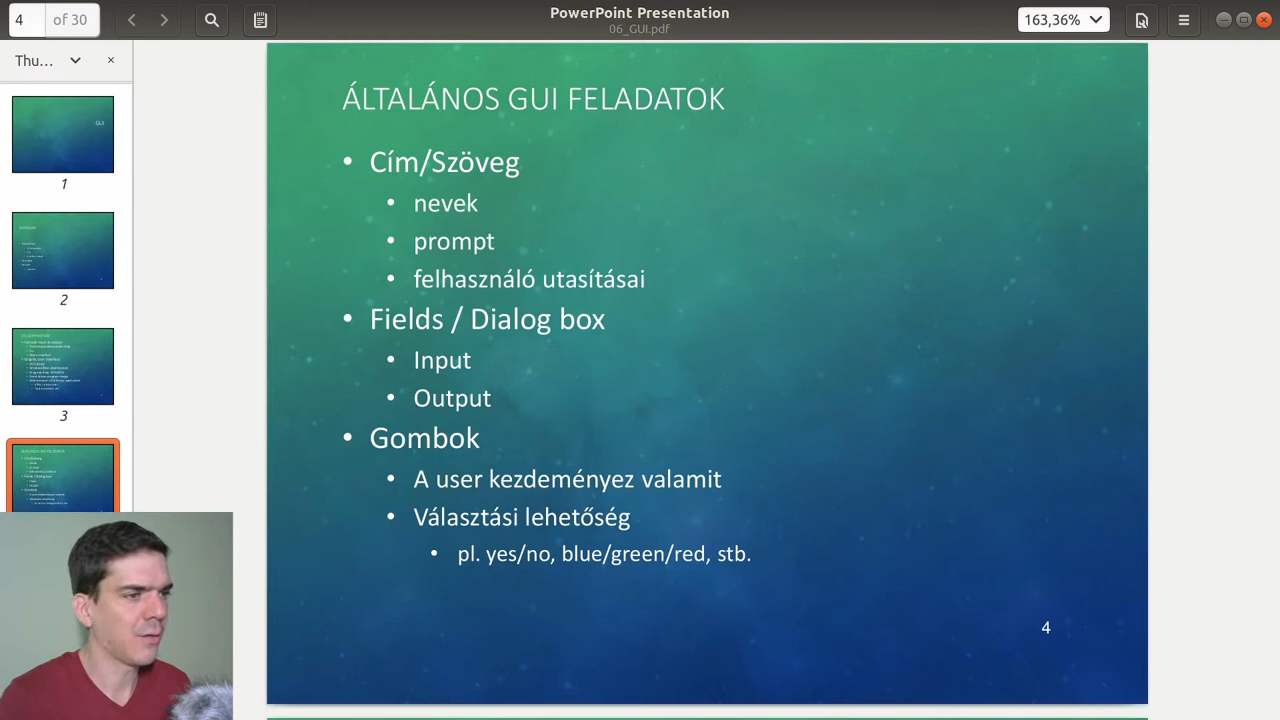 4 of 30
PowerPoint Presentation
06_GUI.pdf
163,36%
Thu...
ÁLTALÁNOS GUI FELADATOK
• Cím/Szöveg
• nevek
• prompt
• felhasználó utasításai
• Fields / Dialog box
• Input
• Output
• Gombok
• A user kezdeményez valamit
• Választási lehetőség
• pl. yes/no, blue/green/red, stb.
4
GUI
1
2
3